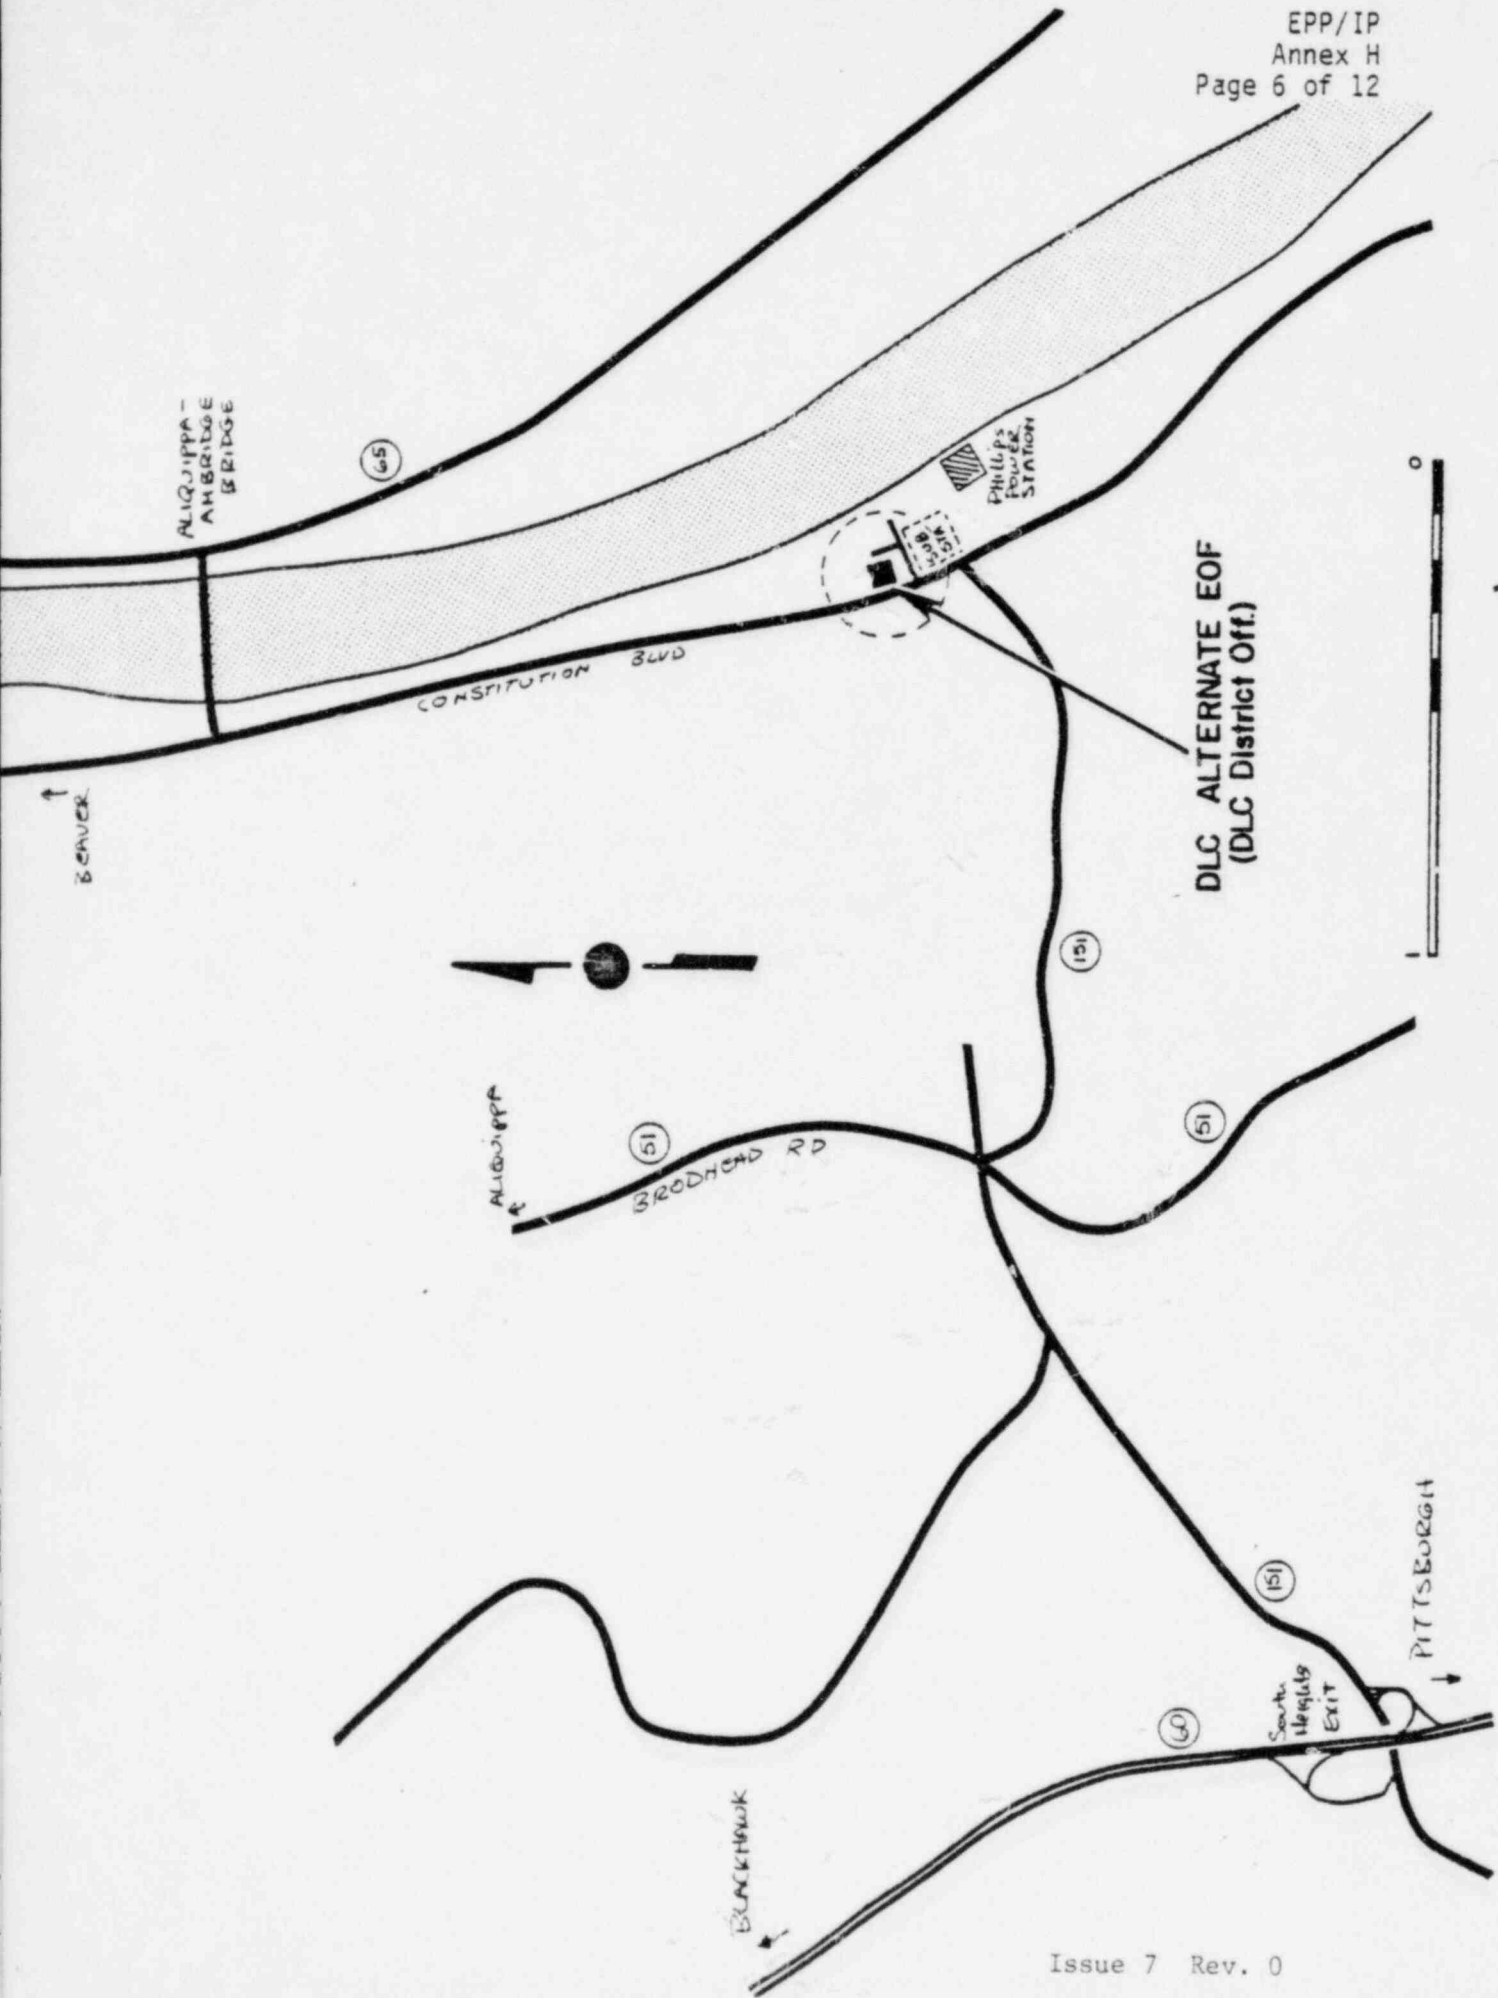 EPP/IP
Annex H
Page 6 of 12
ALIQUIPPA-
AMBRIDGE
BRIDGE
65
BEAVER
CONSTITUTION BLVD
SUB
STA
Phillips
POWER
STATION
DLC ALTERNATE EOF
(DLC District Off.)
1
0
151
ALIQUIPPA
51
BRODHEAD RD
51
151
South
Heights
EXIT
60
PITTSBURGH
BLACKHAWK
Issue 7 Rev. 0